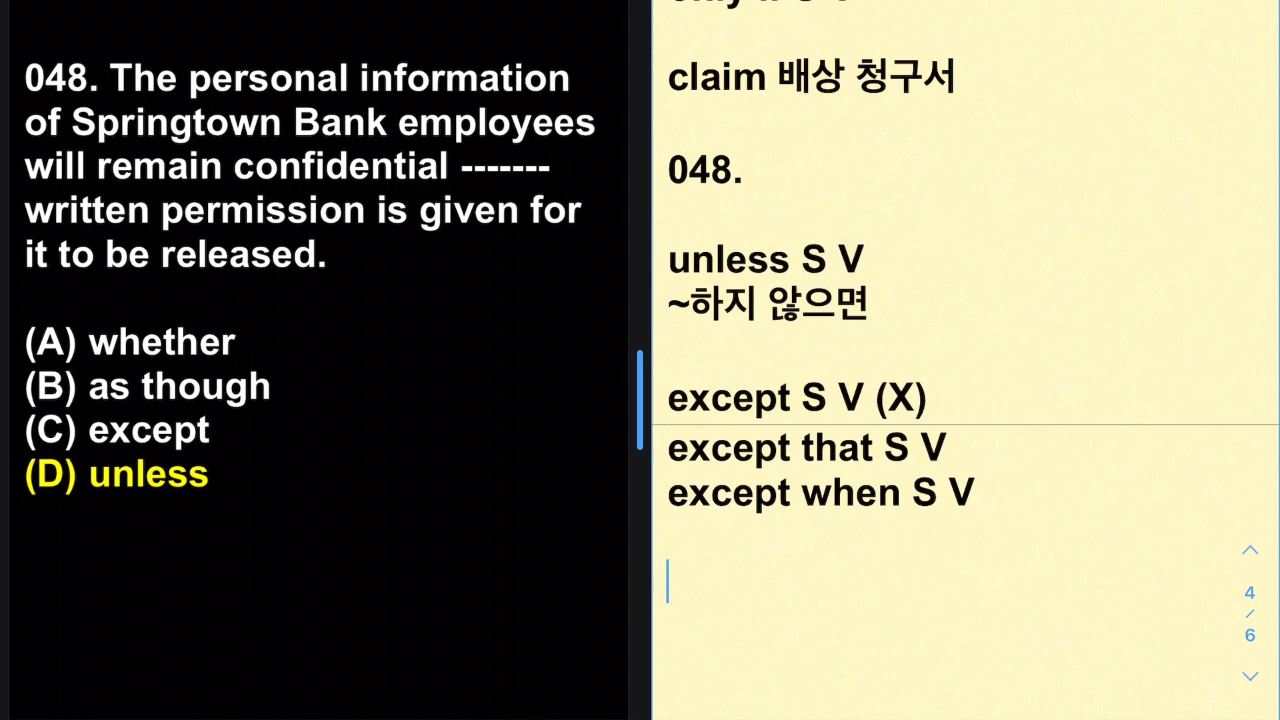 048. The personal information
of Springtown Bank employees
will remain confidential -------
written permission is given for
it to be released.
(A) whether
(B) as though
(C) except
(D) unless
claim 배상 청구서
048.
unless S V
~하지 않으면
except S V (X)
except that S V
except when S V
4
/
6